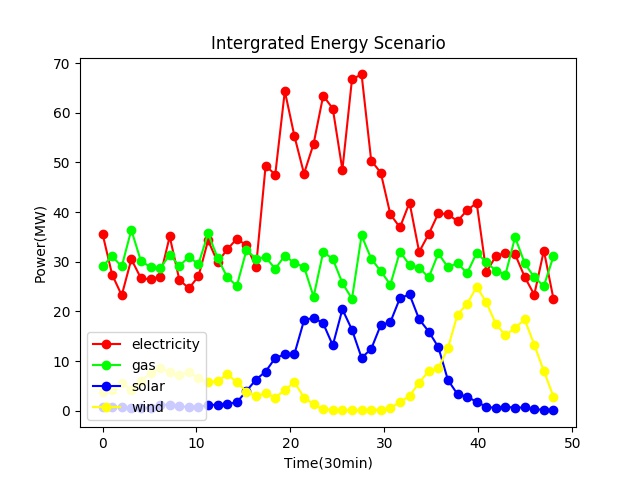 Intergrated Energy Scenario
Power(MW)
70
60
50
40
30
20
10
0
electricity
gas
solar
wind
0 10 20 30 40 50
Time(30min)